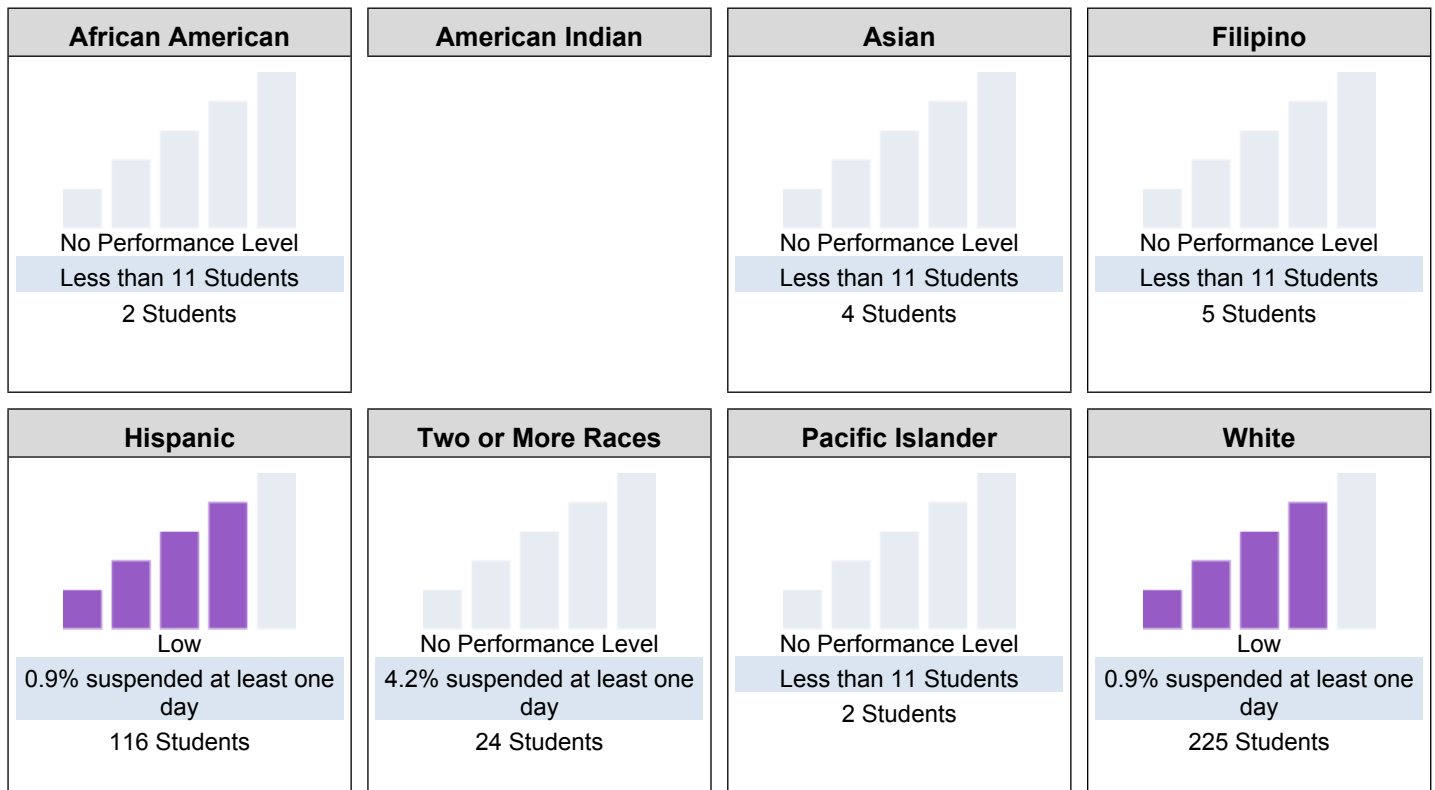 African American
No Performance Level
Less than 11 Students
2 Students
American Indian
Asian
No Performance Level
Less than 11 Students
4 Students
Filipino
No Performance Level
Less than 11 Students
5 Students
Hispanic
Low
0.9% suspended at least one
day
116 Students
Two or More Races
No Performance Level
4.2% suspended at least one
day
24 Students
Pacific Islander
No Performance Level
Less than 11 Students
2 Students
White
Low
0.9% suspended at least one
day
225 Students